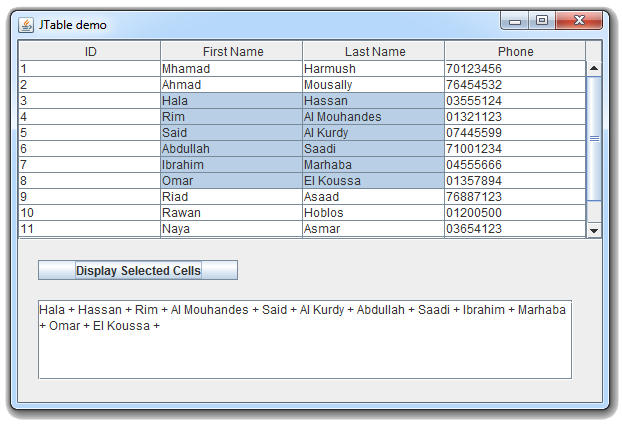 JTable demo
ID First Name Last Name Phone
1 Mhamad Harmush 70123456
2 Ahmad Mousally 76454532
3 Hala Hassan 03555124
4 Rim Al Mouhandes 01321123
5 Said Al Kurdy 07445599
6 Abdullah Saadi 71001234
7 Ibrahim Marhaba 04555666
8 Omar El Koussa 01357894
9 Riad Asaad 76887123
10 Rawan Hoblos 01200500
11 Naya Asmar 03654123
Display Selected Cells
Hala + Hassan + Rim + Al Mouhandes + Said + Al Kurdy + Abdullah + Saadi + Ibrahim + Marhaba
+ Omar + El Koussa +